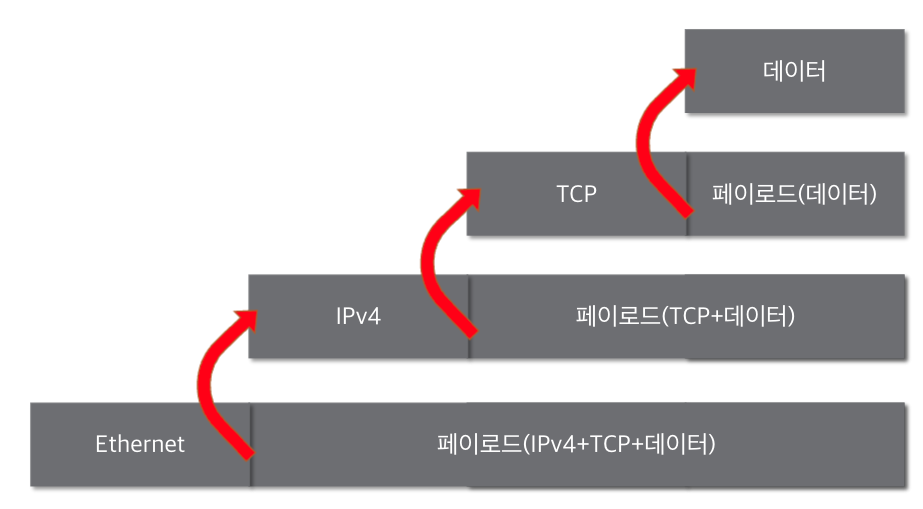 데이터
TCP
페이로드(데이터)
IPv4
페이로드(TCP+데이터)
Ethernet
페이로드(IPv4+TCP+데이터)